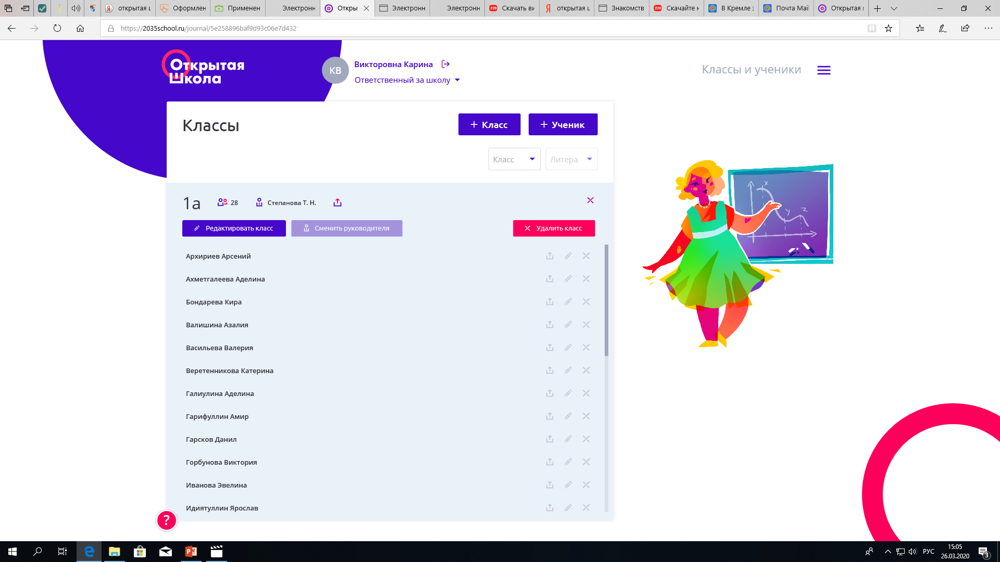 открытая ц
Оформлен
Применен
Электронн
Откры
Электронн
Электронн
Скачать ви
открытая ц
Знакомств
Скачайте н
В Кремле з
Почта Mail
Открытая
https://2035school.ru/journal/5e258896baf9d93c06e7d432
Открытая
Школа
КВ
Викторовна Карина
Ответственный за школу
Классы и ученики
Классы
+ Класс
+ Ученик
Класс
Литера
1а
28
Степанова Т. Н.
Редактировать класс
Сменить руководителя
Удалить класс
Архириев Арсений
Ахметгалеева Аделина
Бондарева Кира
Валишина Азалия
Васильева Валерия
Веретенникова Катерина
Галиулина Аделина
Гарифуллин Амир
Гарсков Данил
Горбунова Виктория
Иванова Эвелина
Идиятуллин Ярослав
x
y
z
?
РУС
15:05
26.03.2020
3